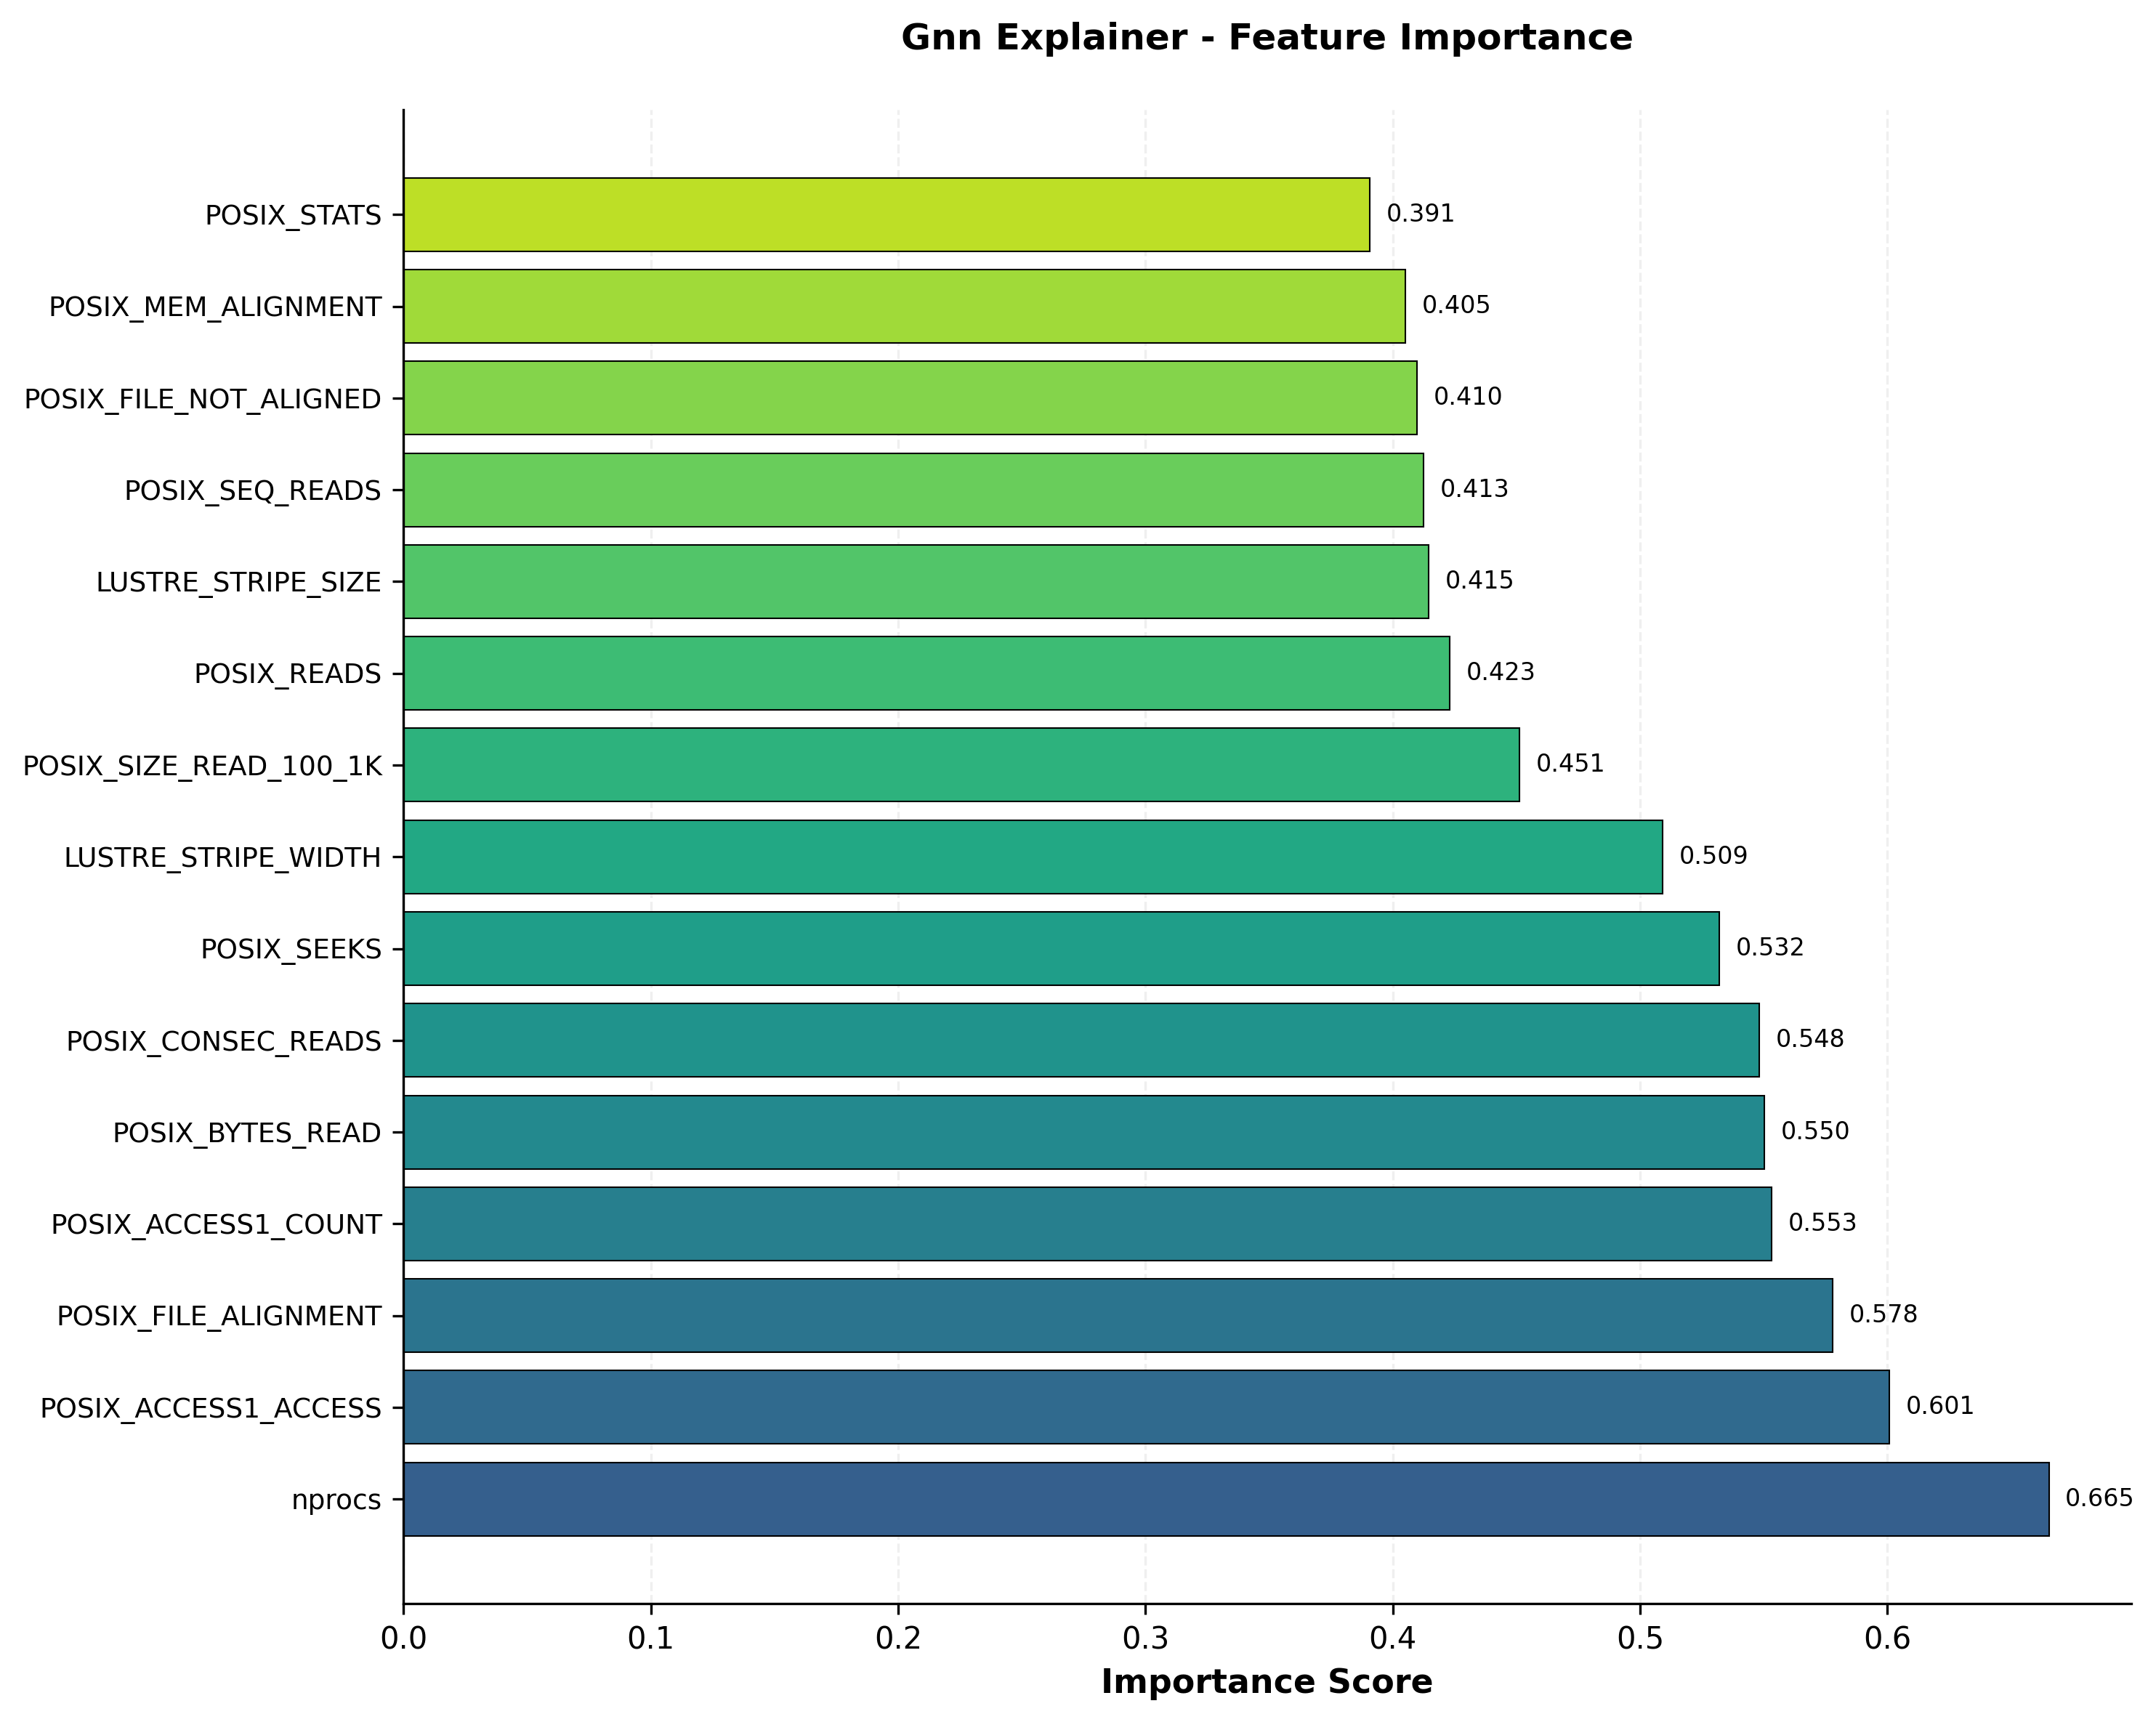 Gnn Explainer - Feature Importance
POSIX_STATS 0.391
POSIX_MEM_ALIGNMENT 0.405
POSIX_FILE_NOT_ALIGNED 0.410
POSIX_SEQ_READS 0.413
LUSTRE_STRIPE_SIZE 0.415
POSIX_READS 0.423
POSIX_SIZE_READ_100_1K 0.451
LUSTRE_STRIPE_WIDTH 0.509
POSIX_SEEKS 0.532
POSIX_CONSEC_READS 0.548
POSIX_BYTES_READ 0.550
POSIX_ACCESS1_COUNT 0.553
POSIX_FILE_ALIGNMENT 0.578
POSIX_ACCESS1_ACCESS 0.601
nprocs 0.665
0.0 0.1 0.2 0.3 0.4 0.5 0.6
Importance Score